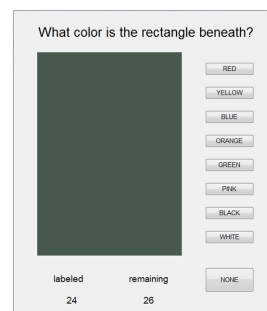 What color is the rectangle beneath?
RED
YELLOW
BLUE
ORANGE
GREEN
PINK
BLACK
WHITE
labeled remaining NONE
24 26